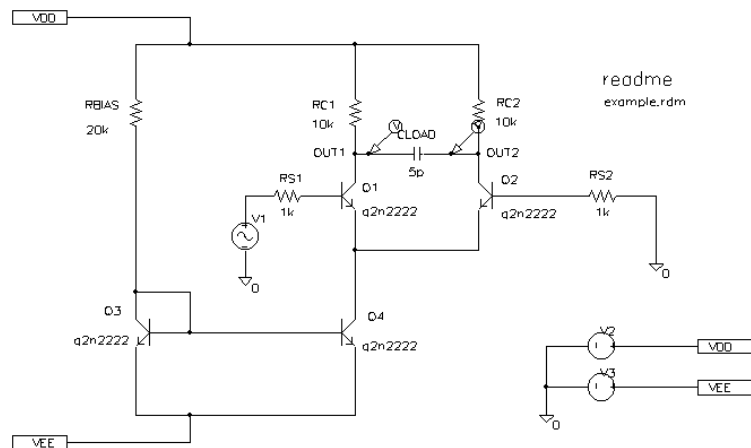 VDD
RBIAS
20k
RC1
10k
RC2
10k
readme
example.rdm
CLOAD
5p
V
V
OUT1
OUT2
RS1
1k
Q1
q2n2222
Q2
q2n2222
RS2
1k
V1
0
0
Q3
q2n2222
Q4
q2n2222
V2
VDD
V3
VEE
0
VEE